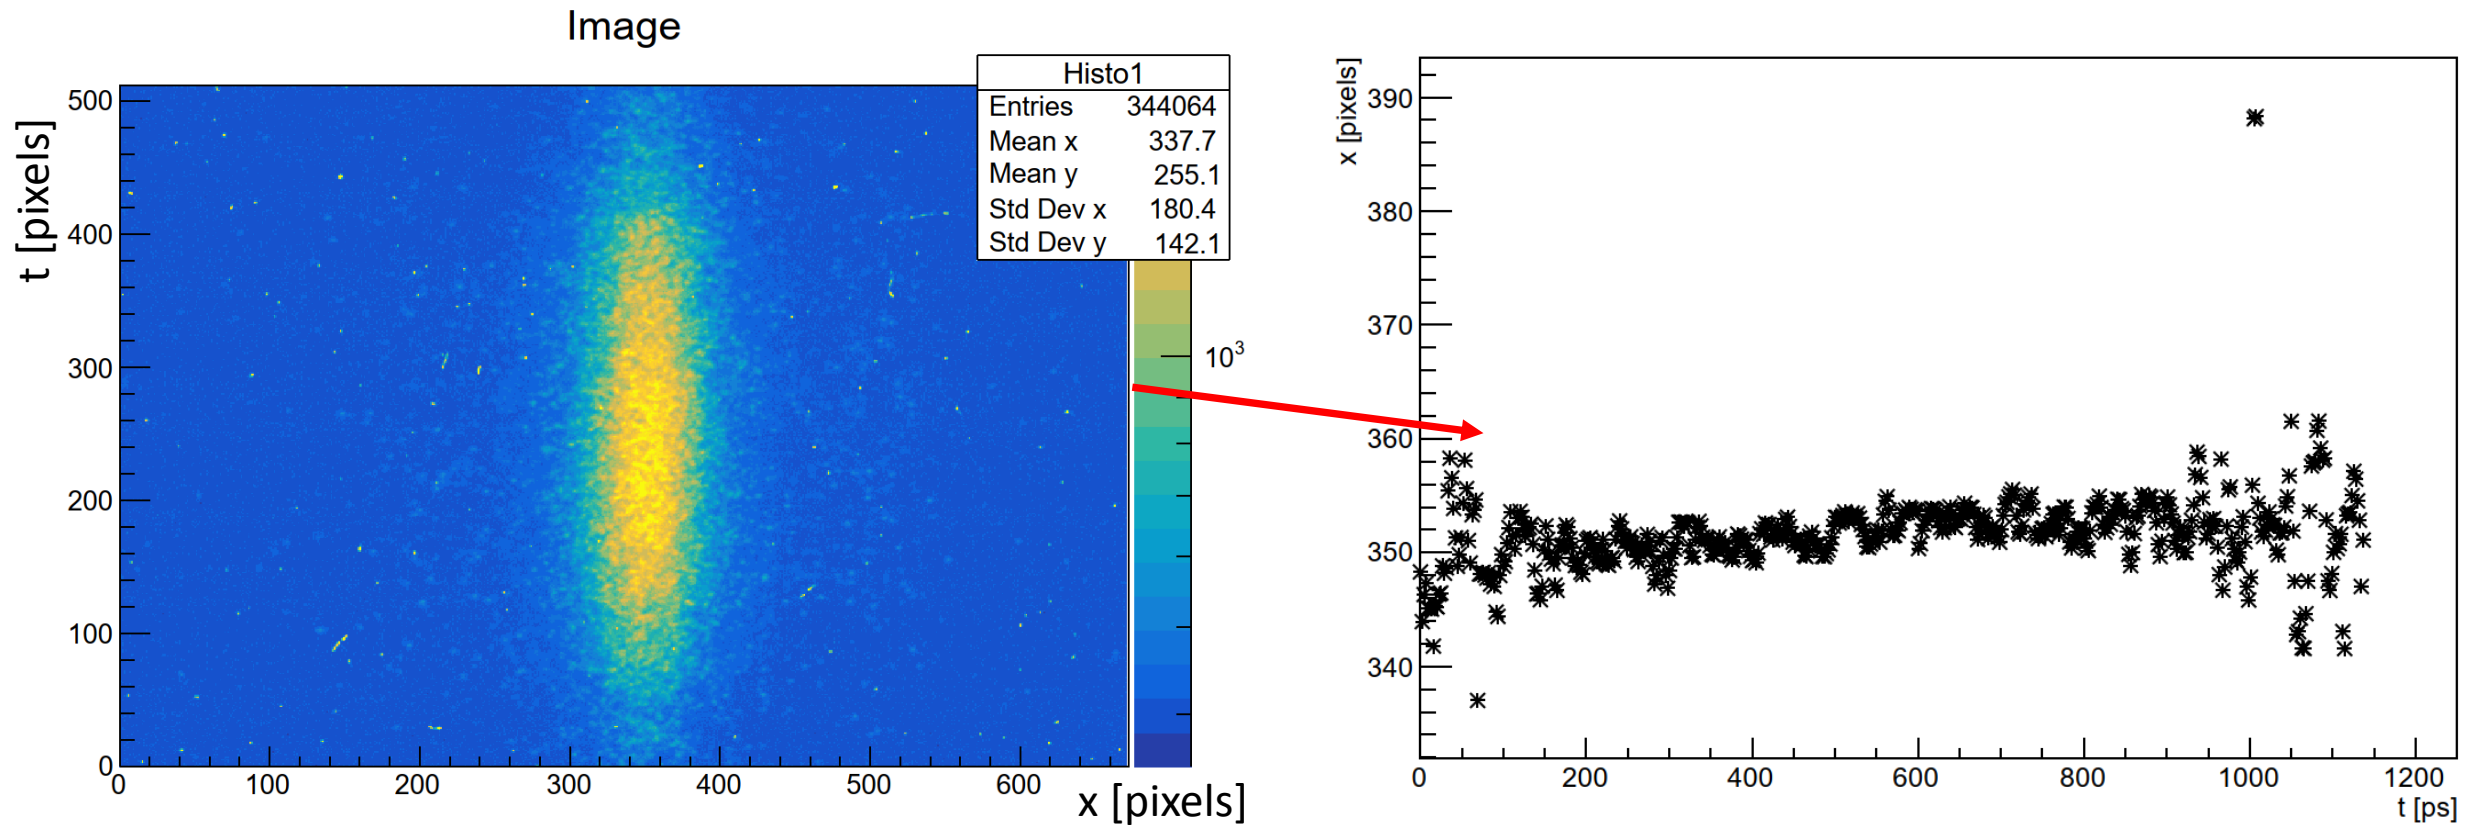 Image
Histo1
Entries 344064
Mean x 337.7
Mean y 255.1
Std Dev x 180.4
Std Dev y 142.1
t [pixels]
500
400
300
200
100
0
0 100 200 300 400 500 600
x [pixels]
10³
x [pixels]
390
380
370
360
350
340
0 200 400 600 800 1000 1200
t [ps]